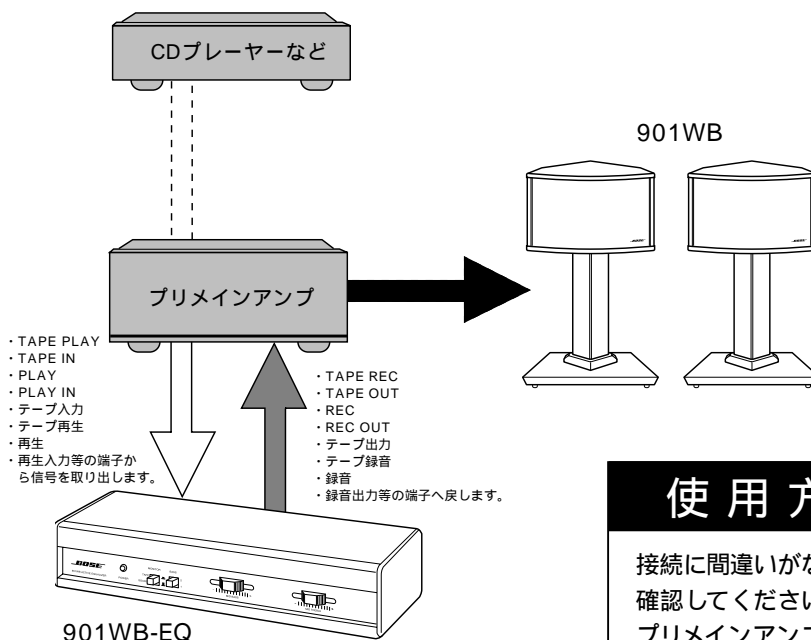 CDプレーヤーなど
901WB
プリメインアンプ
・TAPE PLAY
・TAPE IN
・PLAY
・PLAY IN
・テープ入力
・テープ再生
・再生
・再生入力等の端子か
ら信号を取り出します。
・TAPE REC
・TAPE OUT
・REC
・REC OUT
・テープ出力
・テープ録音
・録音
・録音出力等の端子へ戻します。
BOSE
901WB-EQ
使用方
接続に間違いがな
確認してください
プリメインアンプ